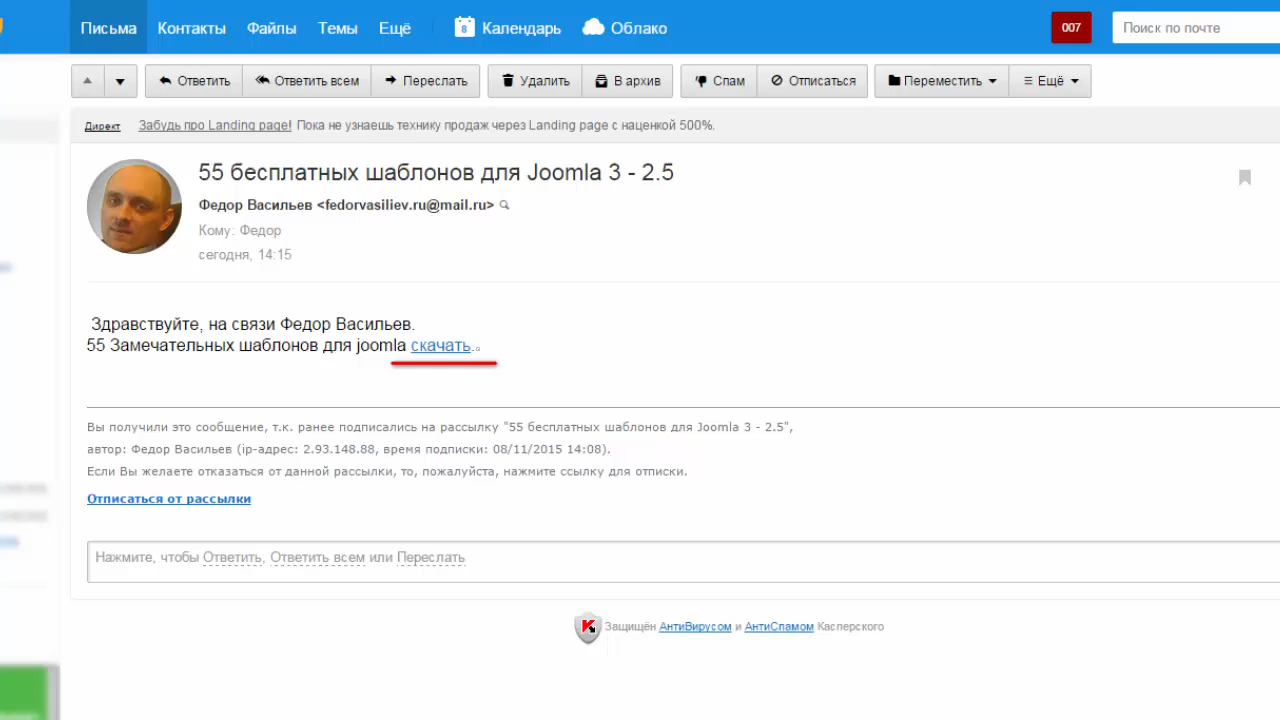 Письма Контакты Файлы Темы Ещё 8 Календарь Облако 007 Поиск по почте
Ответить Ответить всем Переслать Удалить В архив Спам Отписаться Переместить Ещё
Директ Забудь про Landing page! Пока не узнаешь технику продаж через Landing page с наценкой 500%.
55 бесплатных шаблонов для Joomla 3 - 2.5
Федор Васильев <fedorvasiliev.ru@mail.ru>
Кому: Федор
сегодня, 14:15
Здравствуйте, на связи Федор Васильев.
55 Замечательных шаблонов для joomla скачать.
Вы получили это сообщение, т.к. ранее подписались на рассылку "55 бесплатных шаблонов для Joomla 3 - 2.5",
автор: Федор Васильев (ip-адрес: 2.93.148.88, время подписки: 08/11/2015 14:08).
Если Вы желаете отказаться от данной рассылки, то, пожалуйста, нажмите ссылку для отписки.
Отписаться от рассылки
Нажмите, чтобы Ответить, Ответить всем или Переслать
Защищён АнтиВирусом и АнтиСпамом Касперского